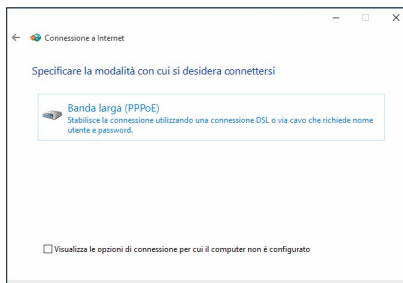 Connessione a Internet
Specificare la modalità con cui si desidera connettersi
Banda larga (PPPoE)
Stabilisce la connessione utilizzando una connessione DSL o via cavo che richiede nome
utente e password.
Visualizza le opzioni di connessione per cui il computer non è configurato